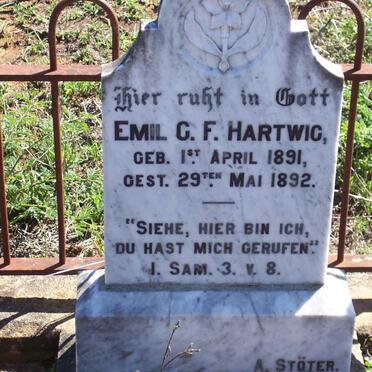 Hier ruht in Gott
EMIL G. F. HARTWIG,
GEB. 1ST APRIL 1891,
GEST. 29TEN MAI 1892.
"SIEHE, HIER BIN ICH,
DU HAST MICH GERUFEN."
I. SAM. 3. V. 8.
A. STÖTER.